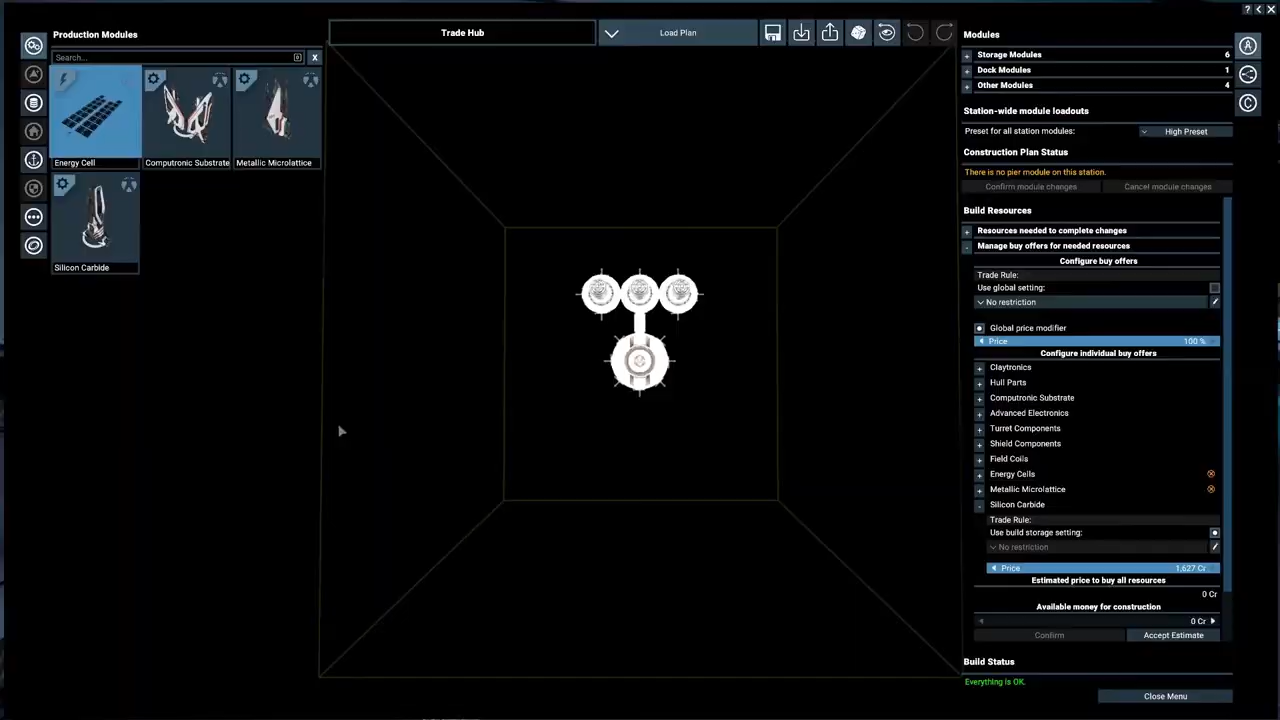 Production Modules
Search...
X
Energy Cell
Computronic Substrate
Metallic Microlattice
Silicon Carbide
Trade Hub
Load Plan
? 
Modules
Storage Modules 6
Dock Modules 1
Other Modules 4
Station-wide module loadouts
Preset for all station modules: High Preset
Construction Plan Status
There is no pier module on this station.
Confirm module changes Cancel module changes
Build Resources
Resources needed to complete changes
Manage buy offers for needed resources
Configure buy offers
Trade Rule:
Use global setting:
No restriction
Global price modifier
Price 100 %
Configure individual buy offers
Claytronics
Hull Parts
Computronic Substrate
Advanced Electronics
Turret Components
Shield Components
Field Coils
Energy Cells
Metallic Microlattice
Silicon Carbide
Trade Rule:
Use build storage setting:
No restriction
Price 1,627 Cr
Estimated price to buy all resources
0 Cr
Available money for construction
0 Cr
Confirm Accept Estimate
Build Status
Everything is OK.
Close Menu